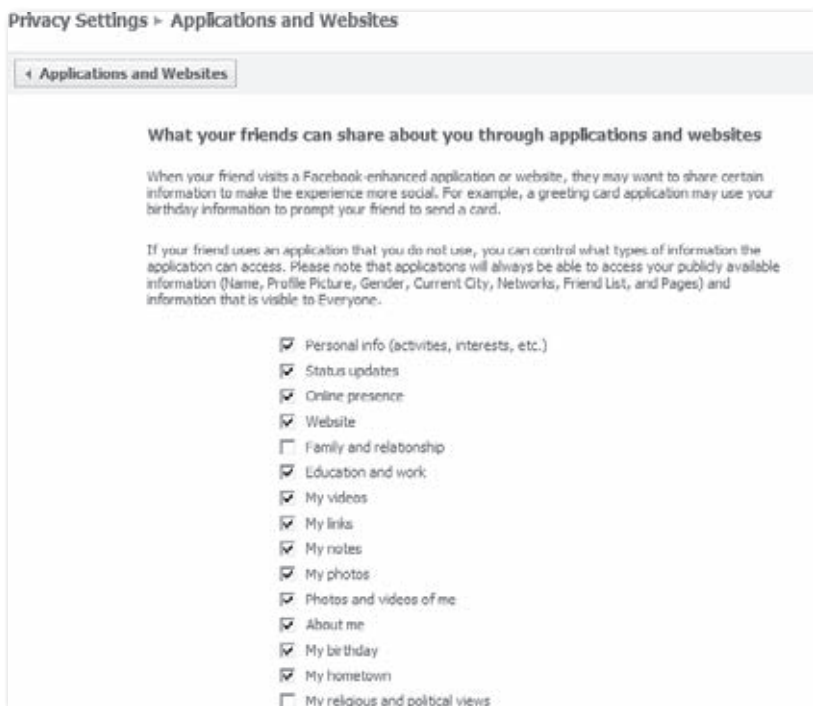 Privacy Settings ▸ Applications and Websites
◂ Applications and Websites
What your friends can share about you through applications and websites
When your friend visits a Facebook-enhanced application or website, they may want to share certain
information to make the experience more social. For example, a greeting card application may use your
birthday information to prompt your friend to send a card.
If your friend uses an application that you do not use, you can control what types of information the
application can access. Please note that applications will always be able to access your publicly available
information (Name, Profile Picture, Gender, Current City, Networks, Friend List, and Pages) and
information that is visible to Everyone.
Personal info (activities, interests, etc.)
Status updates
Online presence
Website
Family and relationship
Education and work
My videos
My links
My notes
My photos
Photos and videos of me
About me
My birthday
My hometown
My religious and political views